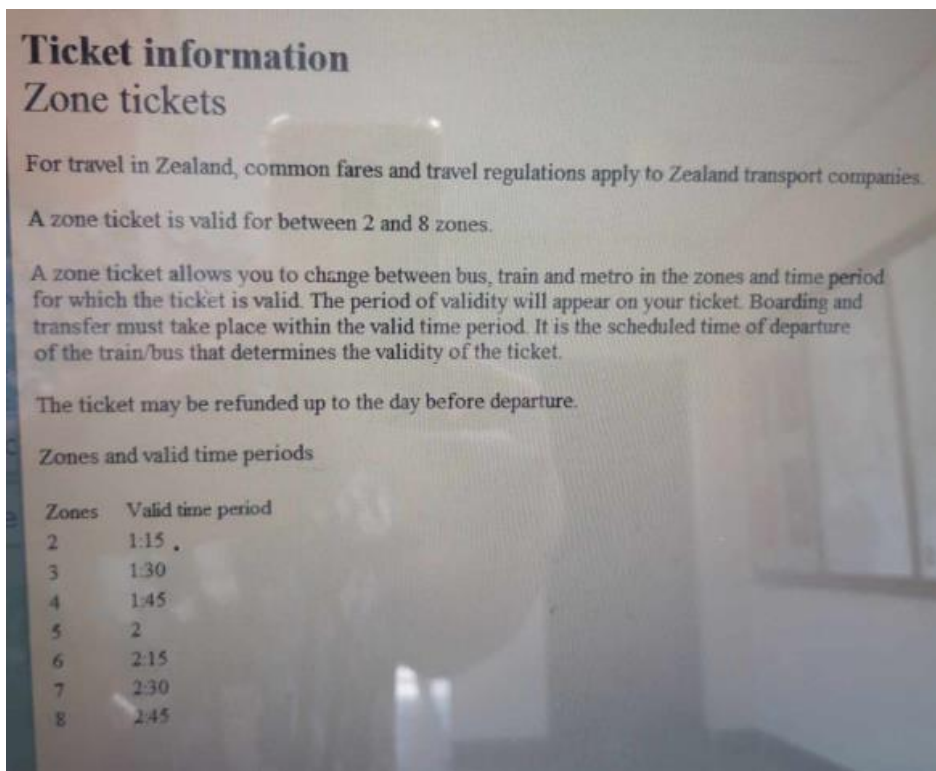 Ticket information
Zone tickets
For travel in Zealand, common fares and travel regulations apply to Zealand transport companies.
A zone ticket is valid for between 2 and 8 zones.
A zone ticket allows you to change between bus, train and metro in the zones and time period
for which the ticket is valid. The period of validity will appear on your ticket. Boarding and
transfer must take place within the valid time period. It is the scheduled time of departure
of the train/bus that determines the validity of the ticket.
The ticket may be refunded up to the day before departure.
Zones and valid time periods
Zones Valid time period
2 1:15
3 1:30
4 1:45
5 2
6 2:15
7 2:30
8 2:45